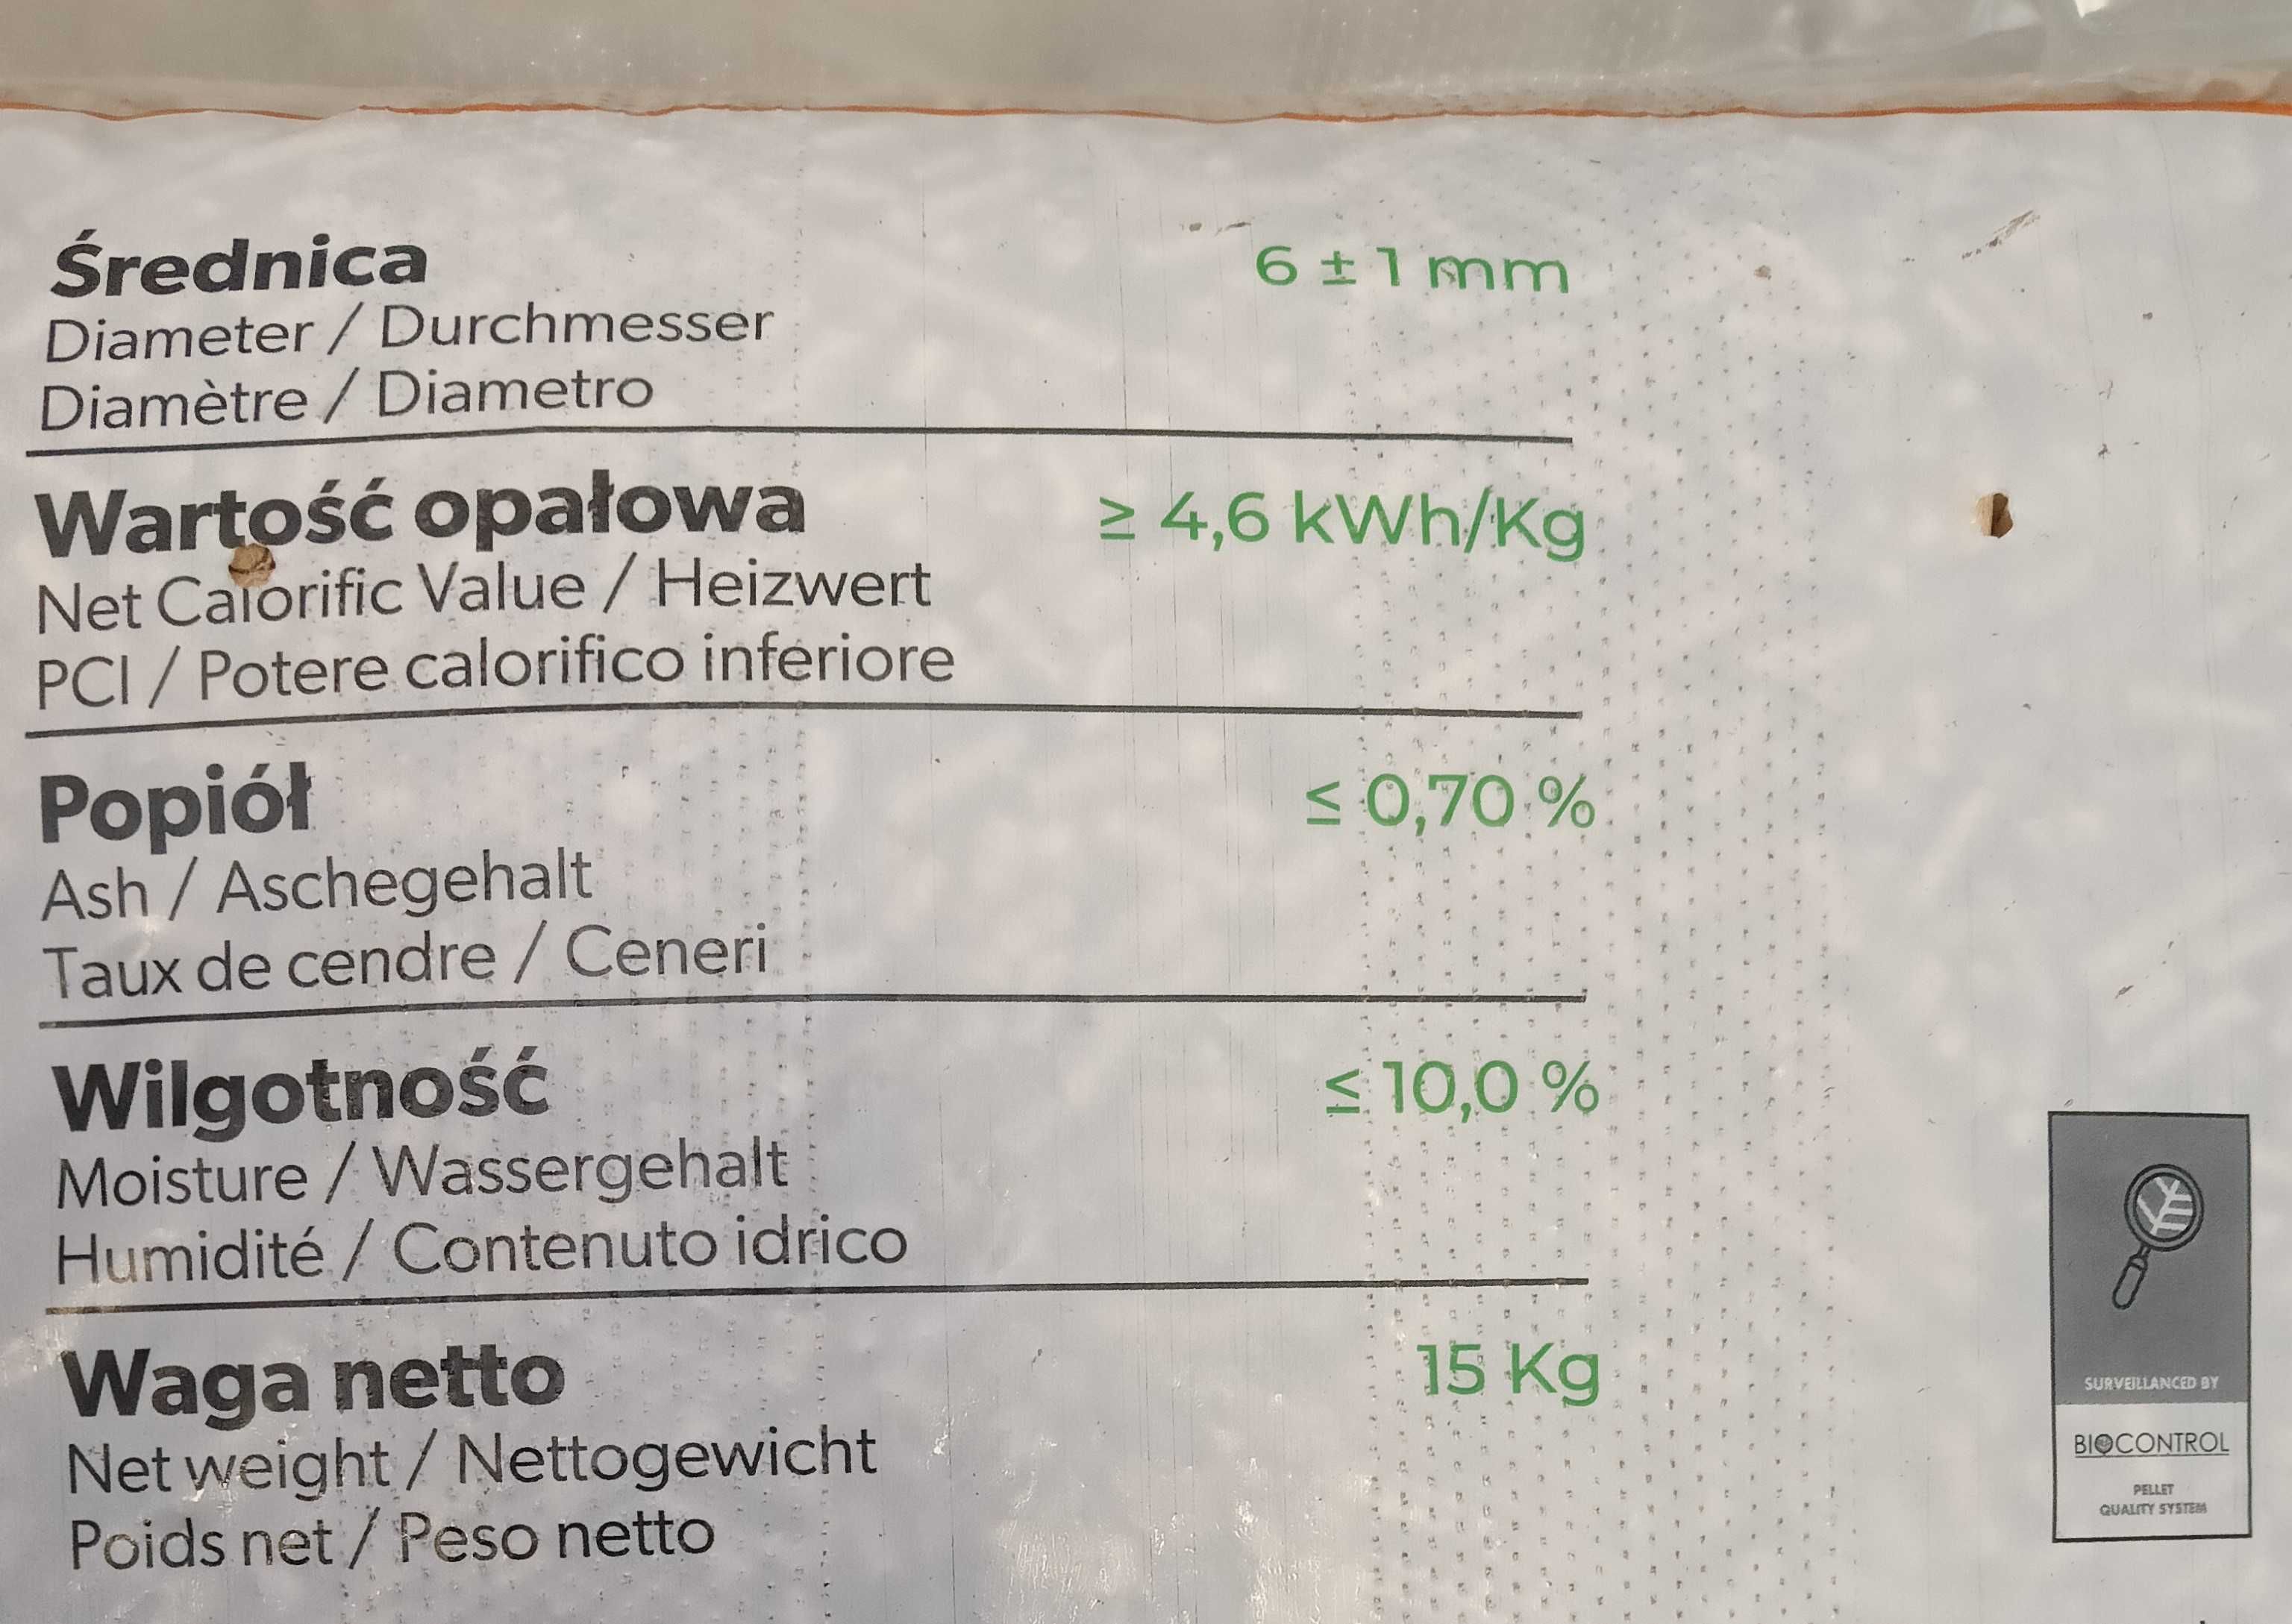 Średnica
6 ± 1 mm
Diameter / Durchmesser
Diamètre / Diametro
Wartość opałowa
≥ 4,6 kWh/Kg
Net Calorific Value / Heizwert
PCI / Potere calorifico inferiore
Popiół
≤ 0,70 %
Ash / Aschegehalt
Taux de cendre / Ceneri
Wilgotność
≤ 10,0 %
Moisture / Wassergehalt
Humidité / Contenuto idrico
Waga netto
15 Kg
Net weight / Nettogewicht
Poids net / Peso netto
SURVEILLANCED BY
BIOCONTROL
PELLET
QUALITY SYSTEM